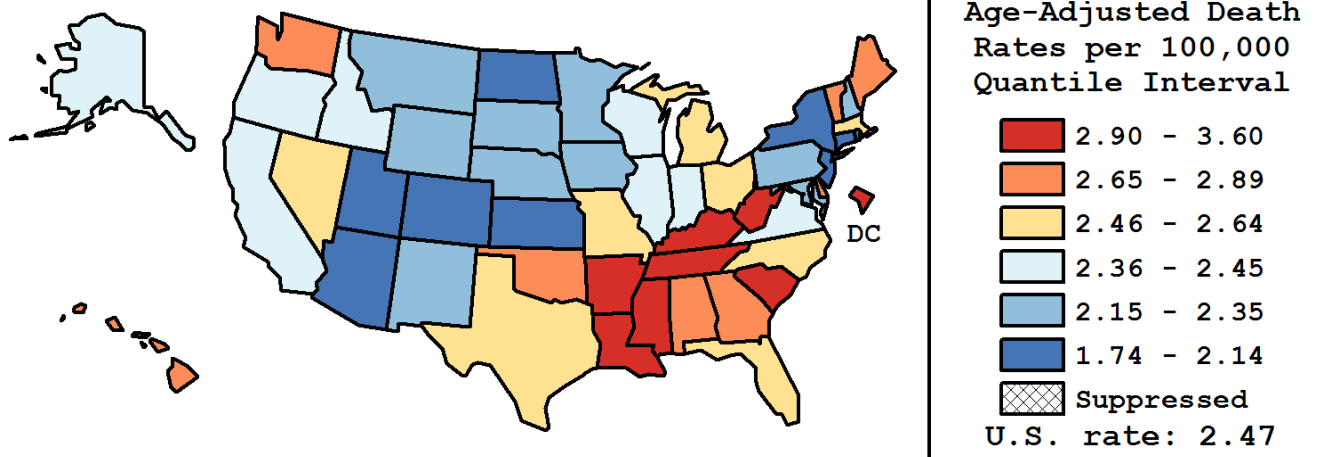 Age-Adjusted Death
Rates per 100,000
Quantile Interval
2.90 - 3.60
2.65 - 2.89
2.46 - 2.64
2.36 - 2.45
2.15 - 2.35
1.74 - 2.14
Suppressed
U.S. rate: 2.47
DC